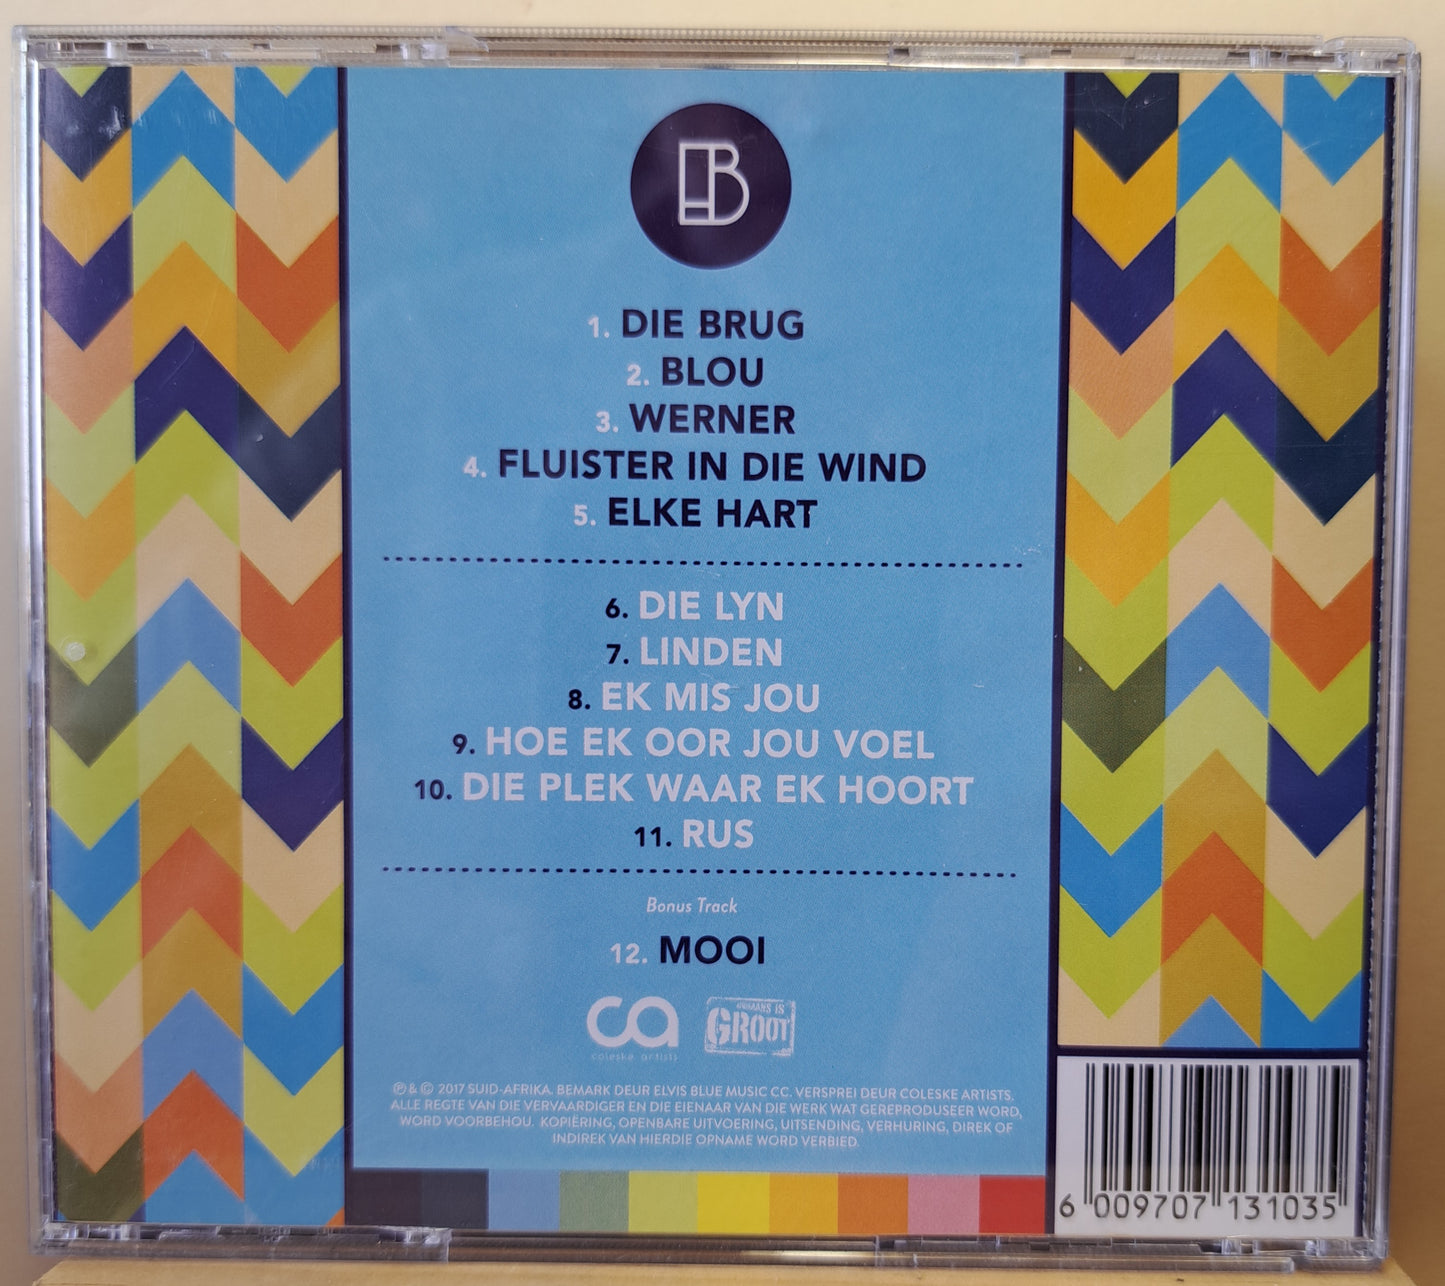 B
1. DIE BRUG
2. BLOU
3. WERNER
4. FLUISTER IN DIE WIND
5. ELKE HART
6. DIE LYN
7. LINDEN
8. EK MIS JOU
9. HOE EK OOR JOU VOEL
10. DIE PLEK WAAR EK HOORT
11. RUS
Bonus Track
12. MOOI
ca
coleske artists
IS
GROOT
℗ & © 2017 SUID-AFRIKA. BEMARK DEUR ELVIS BLUE MUSIC CC. VERSPREI DEUR COLESKE ARTISTS.
ALLE REGTE VAN DIE VERVAARDIGER EN DIE EIENAAR VAN DIE WERK WAT GEREPRODUSEER WORD,
WORD VOORBEHOU. KOPIËRING, OPENBARE UITVOERING, UITSENDING, VERHURING, DIREK OF
INDIREK VAN HIERDIE OPNAME WORD VERBIED.
6 009707 131035